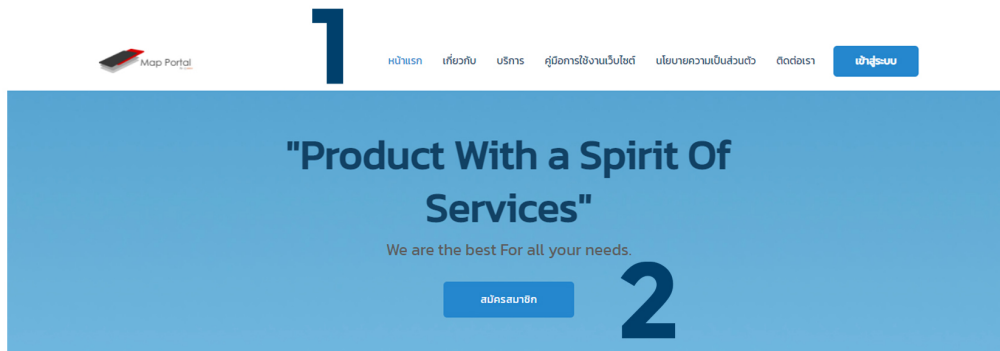 1
Map Portal
หน้าแรก เกี่ยวกับ บริการ คู่มือการใช้งานเว็บไซต์ นโยบายความเป็นส่วนตัว ติดต่อเรา เข้าสู่ระบบ
"Product With a Spirit Of
Services"
We are the best For all your needs.
สมัครสมาชิก
2